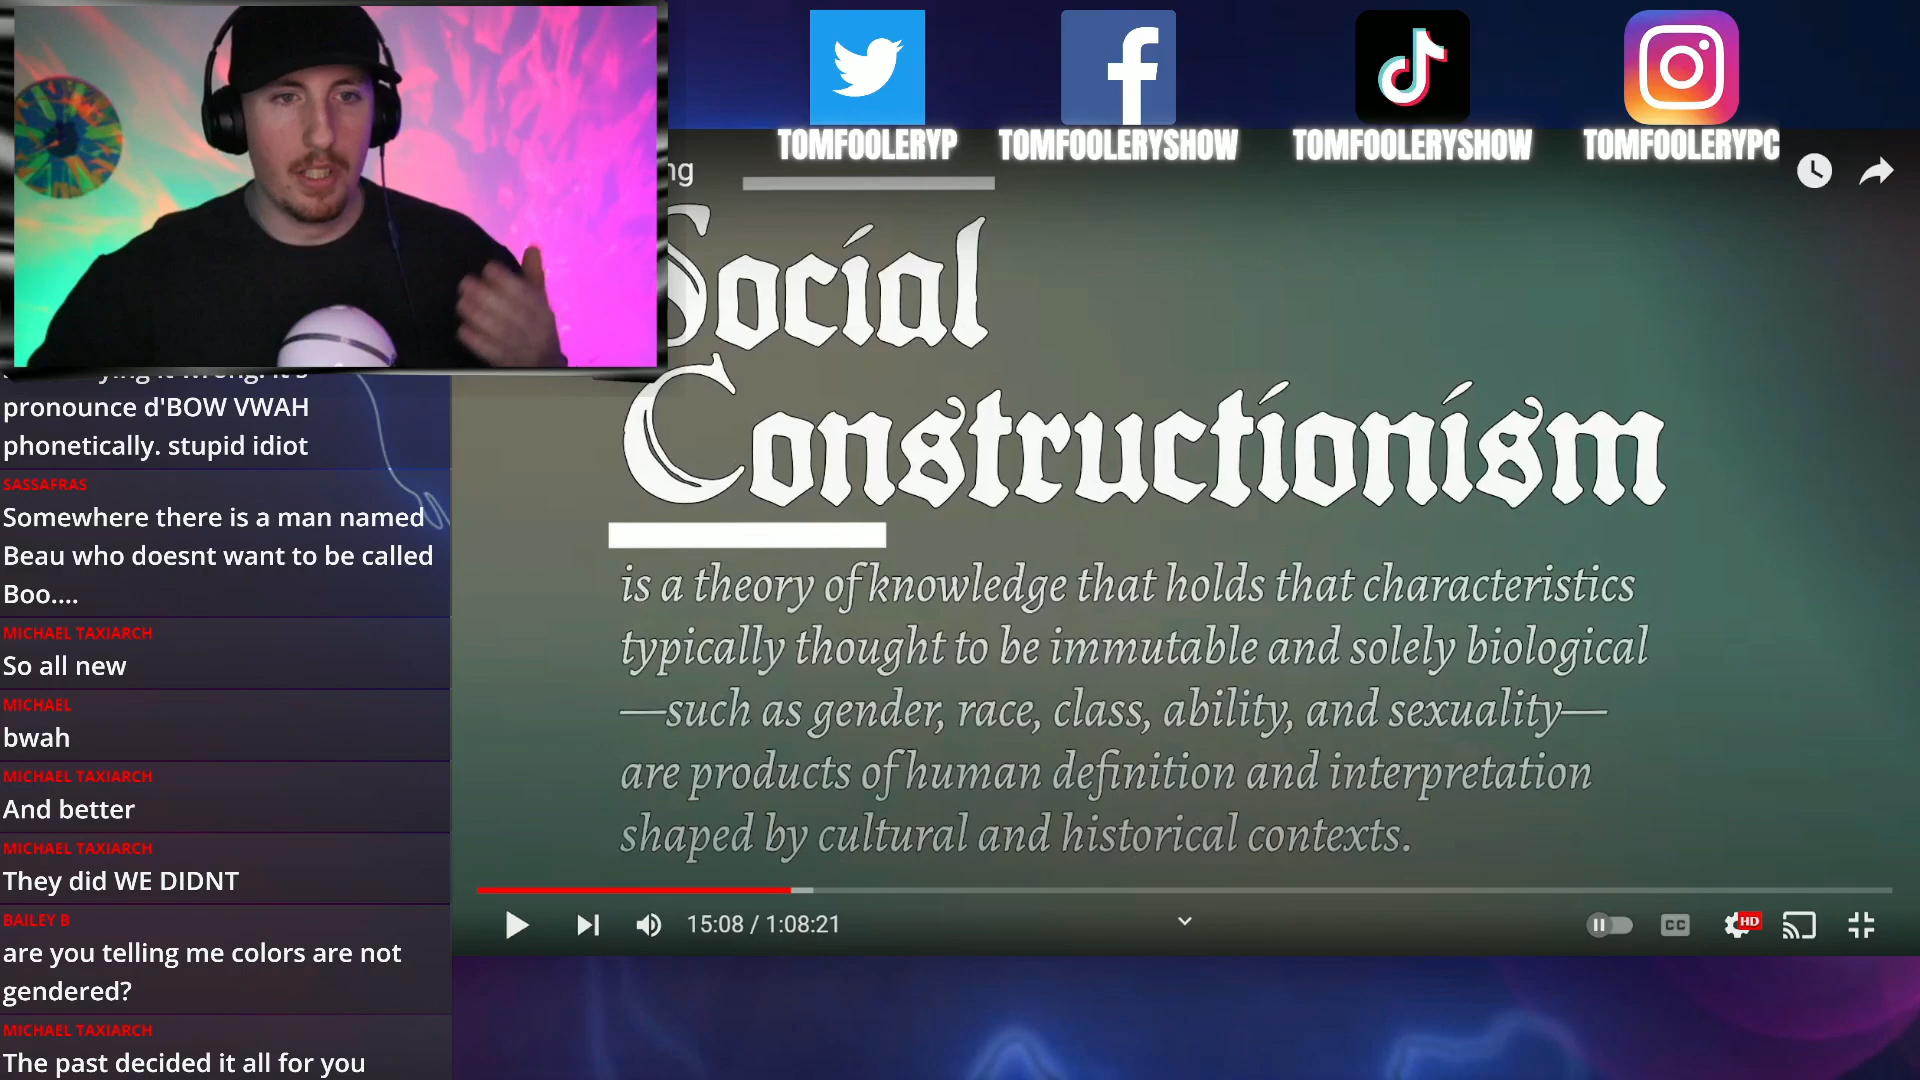 TOMFOOLERYP
TOMFOOLERYSHOW
TOMFOOLERYSHOW
TOMFOOLERYPC
ng
Social
Constructionism
is a theory of knowledge that holds that characteristics
typically thought to be immutable and solely biological
—such as gender, race, class, ability, and sexuality—
are products of human definition and interpretation
shaped by cultural and historical contexts.
15:08 / 1:08:21
CC
HD
pronounce d'BOW VWAH
phonetically. stupid idiot
SASSAFRAS
Somewhere there is a man named
Beau who doesnt want to be called
Boo....
MICHAEL TAXIARCH
So all new
MICHAEL
bwah
MICHAEL TAXIARCH
And better
MICHAEL TAXIARCH
They did WE DIDNT
BAILEY B
are you telling me colors are not
gendered?
MICHAEL TAXIARCH
The past decided it all for you